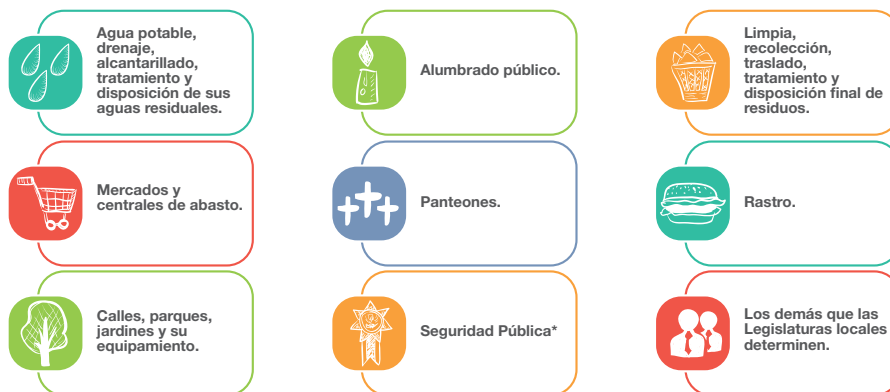 Agua potable,
drenaje,
alcantarillado,
tratamiento y
disposición de sus
aguas residuales.
Alumbrado público.
Limpia,
recolección,
traslado,
tratamiento y
disposición final de
residuos.
Mercados y
centrales de abasto.
Panteones.
Rastro.
Calles, parques,
jardines y su
equipamiento.
Seguridad Pública*
Los demás que las
Legislaturas locales
determinen.